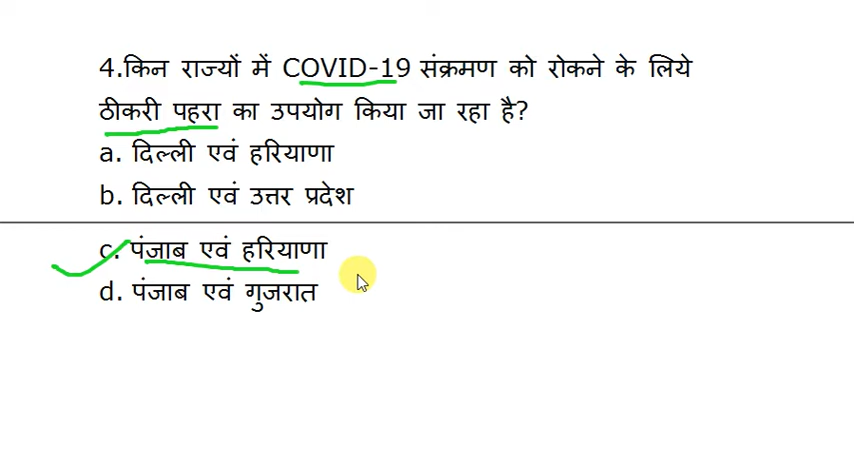 4.किन राज्यों में COVID-19 संक्रमण को रोकने के लिये
ठीकरी पहरा का उपयोग किया जा रहा है?
a. दिल्ली एवं हरियाणा
b. दिल्ली एवं उत्तर प्रदेश
c. पंजाब एवं हरियाणा
d. पंजाब एवं गुजरात